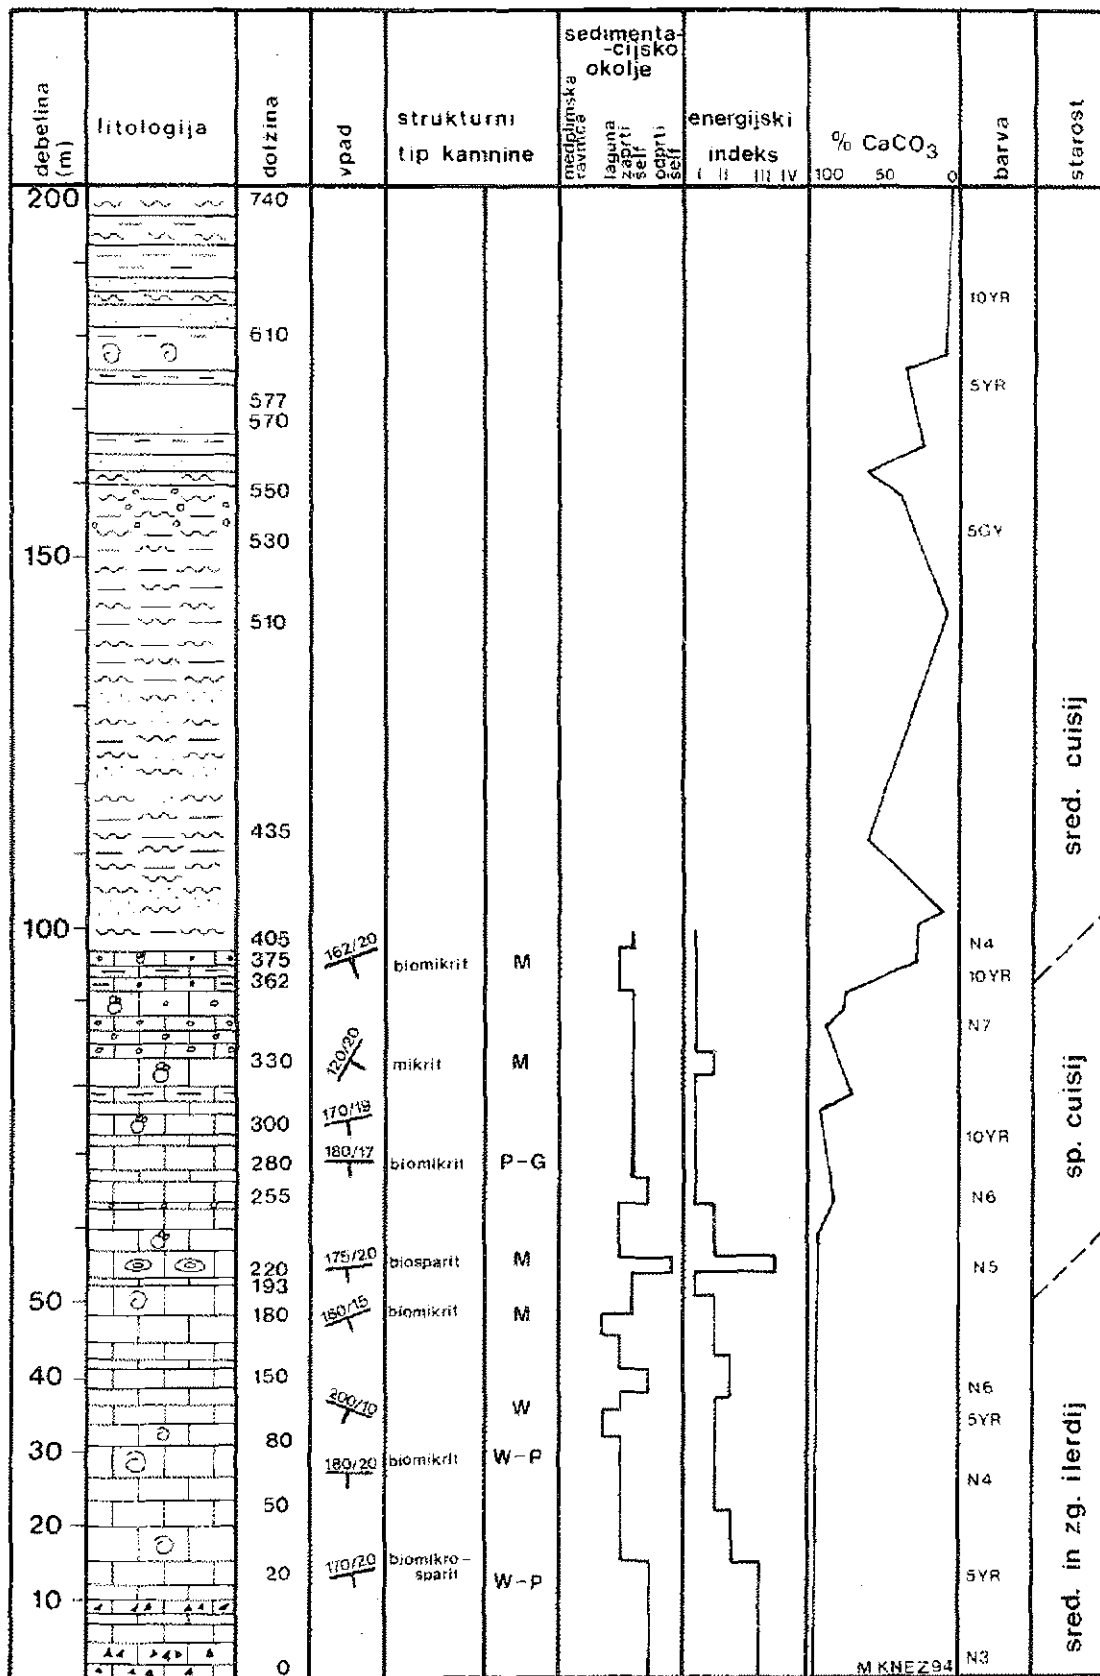 debelina (m)
litologija
dolžina
vpad
strukturni
tip kamnine
sedimenta-
-cijsko
okolje
medplimska
ravnica
laguna
zaprti
šelf
odprti
šelf
energijski
indeks
I II III IV
% CaCO3
100 50 0
barva
starost
200 740
10YR
610
5YR
577
570
550
5GY
530
150
510
435
sred. cuisij
100
405 N4
375 162/20 biomikrit M
362 10YR
N7
330 120/20 mikrit M
sp. cuisij
300 170/19
10YR
280 180/17 biomikrit P-G
255 N6
220 175/20 biosparit M N5
193
50
180 180/15 biomikrit M
40 150 N6
200/10 W 5YR
80
30 180/20 biomikrit W-P
N4
50
20
170/20 biomikro-
sparit
20 W-P 5YR
10
sred. in zg. ilerdij
N3
0
M KNEZ 94